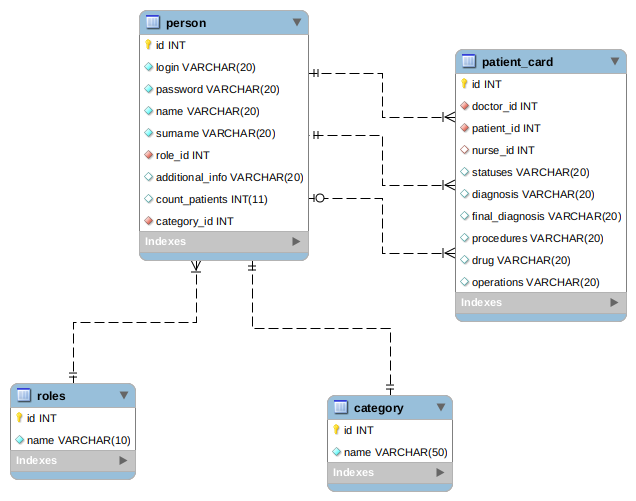 person
id INT
login VARCHAR(20)
password VARCHAR(20)
name VARCHAR(20)
surname VARCHAR(20)
role_id INT
additional_info VARCHAR(20)
count_patients INT(11)
category_id INT
Indexes
patient_card
id INT
doctor_id INT
patient_id INT
nurse_id INT
statuses VARCHAR(20)
diagnosis VARCHAR(20)
final_diagnosis VARCHAR(20)
procedures VARCHAR(20)
drug VARCHAR(20)
operations VARCHAR(20)
Indexes
roles
id INT
name VARCHAR(10)
Indexes
category
id INT
name VARCHAR(50)
Indexes